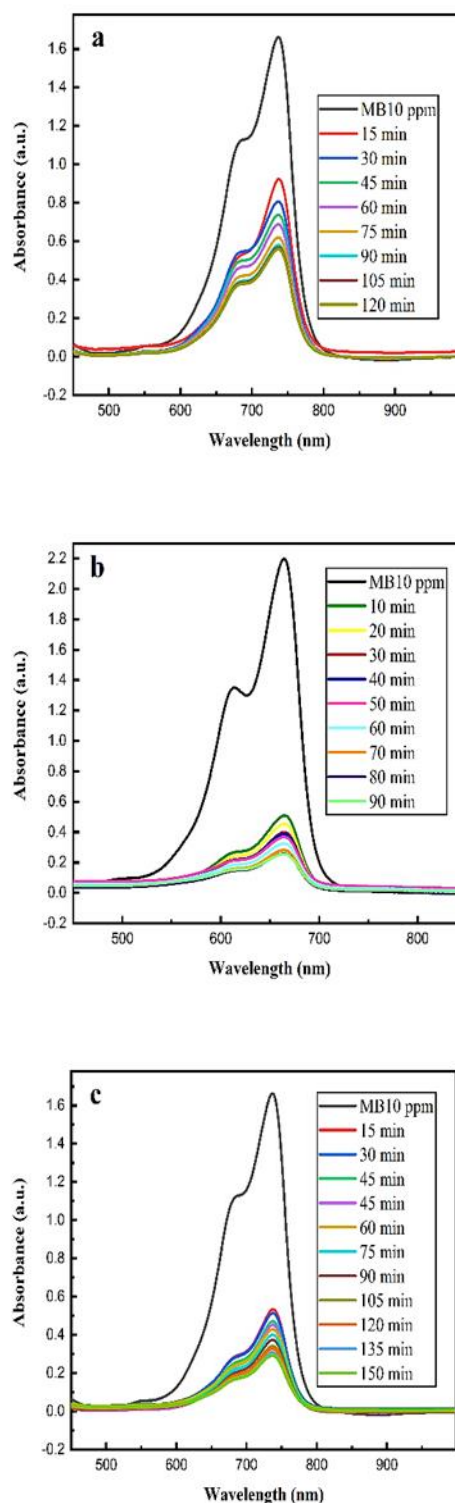 a
1.6
1.4
1.2
1.0
0.8
0.6
0.4
0.2
0.0
-0.2
Absorbance (a.u.)
MB10 ppm
15 min
30 min
45 min
60 min
75 min
90 min
105 min
120 min
500 600 700 800 900
Wavelength (nm)
b
2.2
2.0
1.8
1.6
1.4
1.2
1.0
0.8
0.6
0.4
0.2
0.0
-0.2
Absorbance (a.u.)
MB10 ppm
10 min
20 min
30 min
40 min
50 min
60 min
70 min
80 min
90 min
500 600 700 800
Wavelength (nm)
c
1.6
1.4
1.2
1.0
0.8
0.6
0.4
0.2
0.0
-0.2
Absorbance (a.u.)
MB10 ppm
15 min
30 min
45 min
45 min
60 min
75 min
90 min
105 min
120 min
135 min
150 min
500 600 700 800 900
Wavelength (nm)